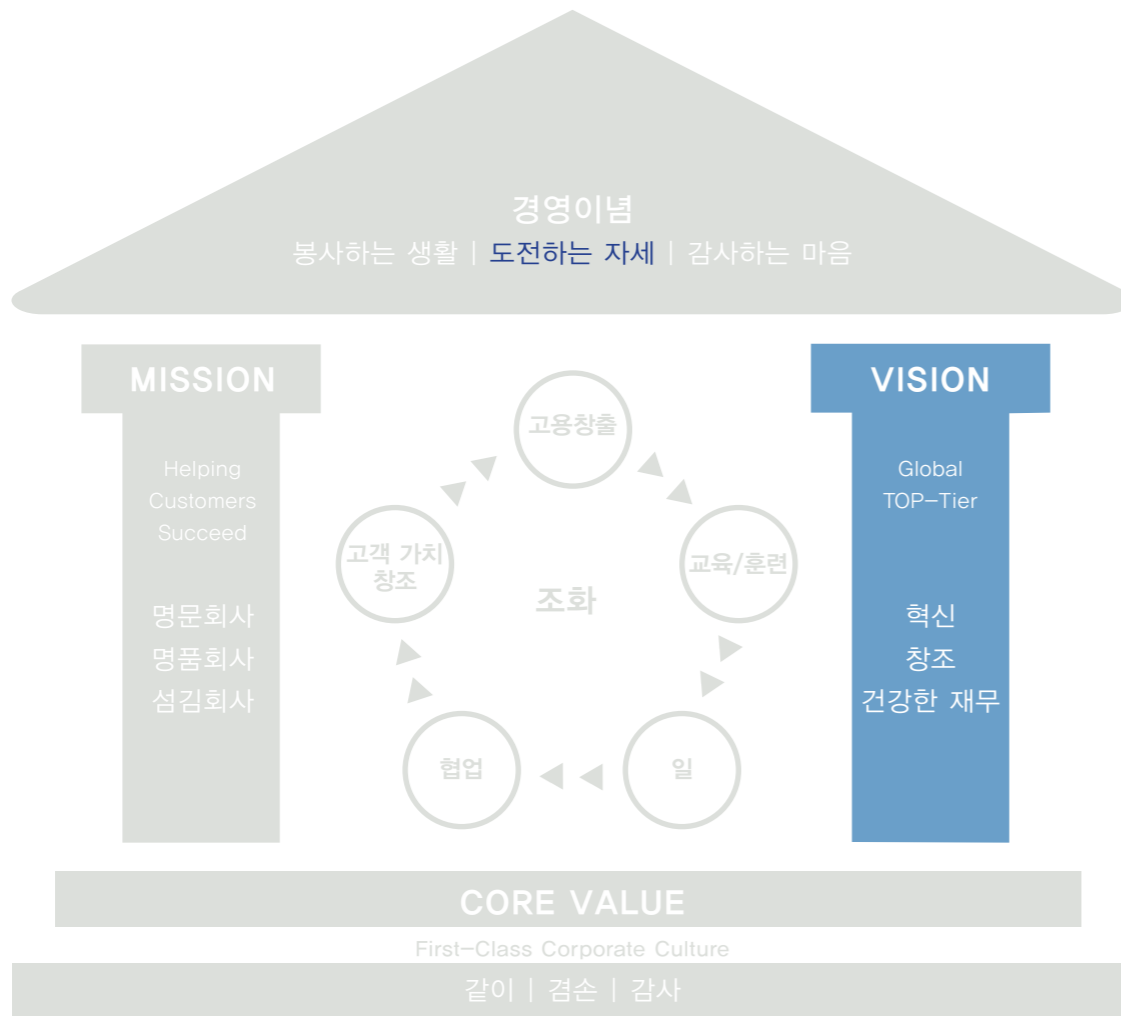 경영이념
봉사하는 생활 | 도전하는 자세 | 감사하는 마음
MISSION
Helping
Customers
Succeed
명문회사
명품회사
섬김회사
고용창출
고객 가치
창조
교육/훈련
조화
협업
일
VISION
Global
TOP-Tier
혁신
창조
건강한 재무
CORE VALUE
First-Class Corporate Culture
같이 | 겸손 | 감사